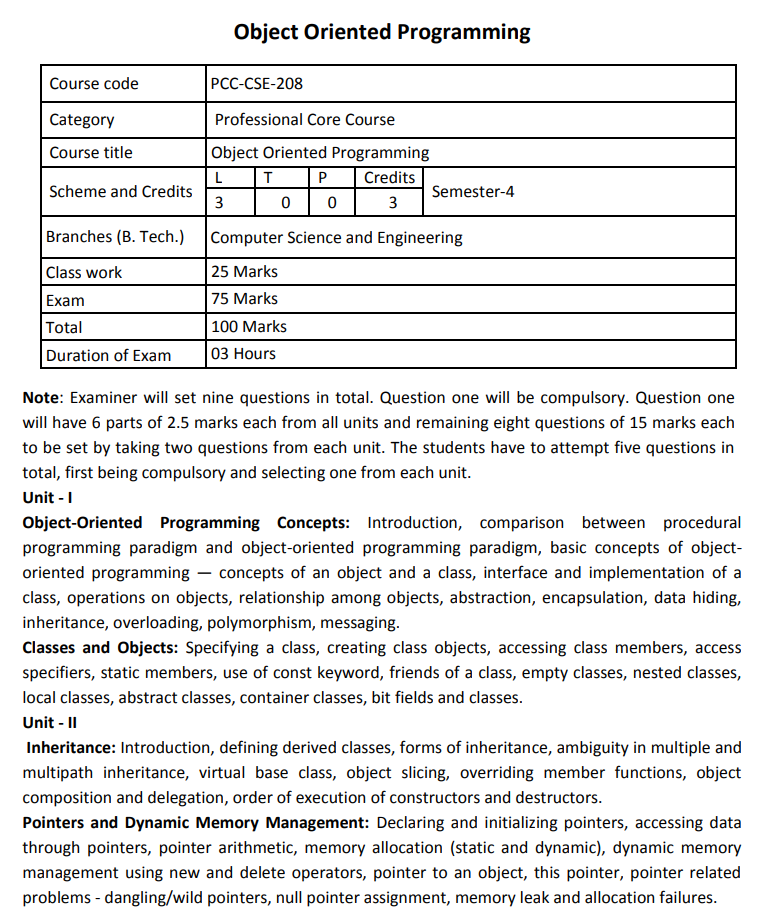 Object Oriented Programming
Course code PCC-CSE-208
Category Professional Core Course
Course title Object Oriented Programming
Scheme and Credits L T P Credits Semester-4
3 0 0 3
Branches (B. Tech.) Computer Science and Engineering
Class work 25 Marks
Exam 75 Marks
Total 100 Marks
Duration of Exam 03 Hours
Note: Examiner will set nine questions in total. Question one will be compulsory. Question one
will have 6 parts of 2.5 marks each from all units and remaining eight questions of 15 marks each
to be set by taking two questions from each unit. The students have to attempt five questions in
total, first being compulsory and selecting one from each unit.
Unit - I
Object-Oriented Programming Concepts: Introduction, comparison between procedural
programming paradigm and object-oriented programming paradigm, basic concepts of object-
oriented programming — concepts of an object and a class, interface and implementation of a
class, operations on objects, relationship among objects, abstraction, encapsulation, data hiding,
inheritance, overloading, polymorphism, messaging.
Classes and Objects: Specifying a class, creating class objects, accessing class members, access
specifiers, static members, use of const keyword, friends of a class, empty classes, nested classes,
local classes, abstract classes, container classes, bit fields and classes.
Unit - II
Inheritance: Introduction, defining derived classes, forms of inheritance, ambiguity in multiple and
multipath inheritance, virtual base class, object slicing, overriding member functions, object
composition and delegation, order of execution of constructors and destructors.
Pointers and Dynamic Memory Management: Declaring and initializing pointers, accessing data
through pointers, pointer arithmetic, memory allocation (static and dynamic), dynamic memory
management using new and delete operators, pointer to an object, this pointer, pointer related
problems - dangling/wild pointers, null pointer assignment, memory leak and allocation failures.